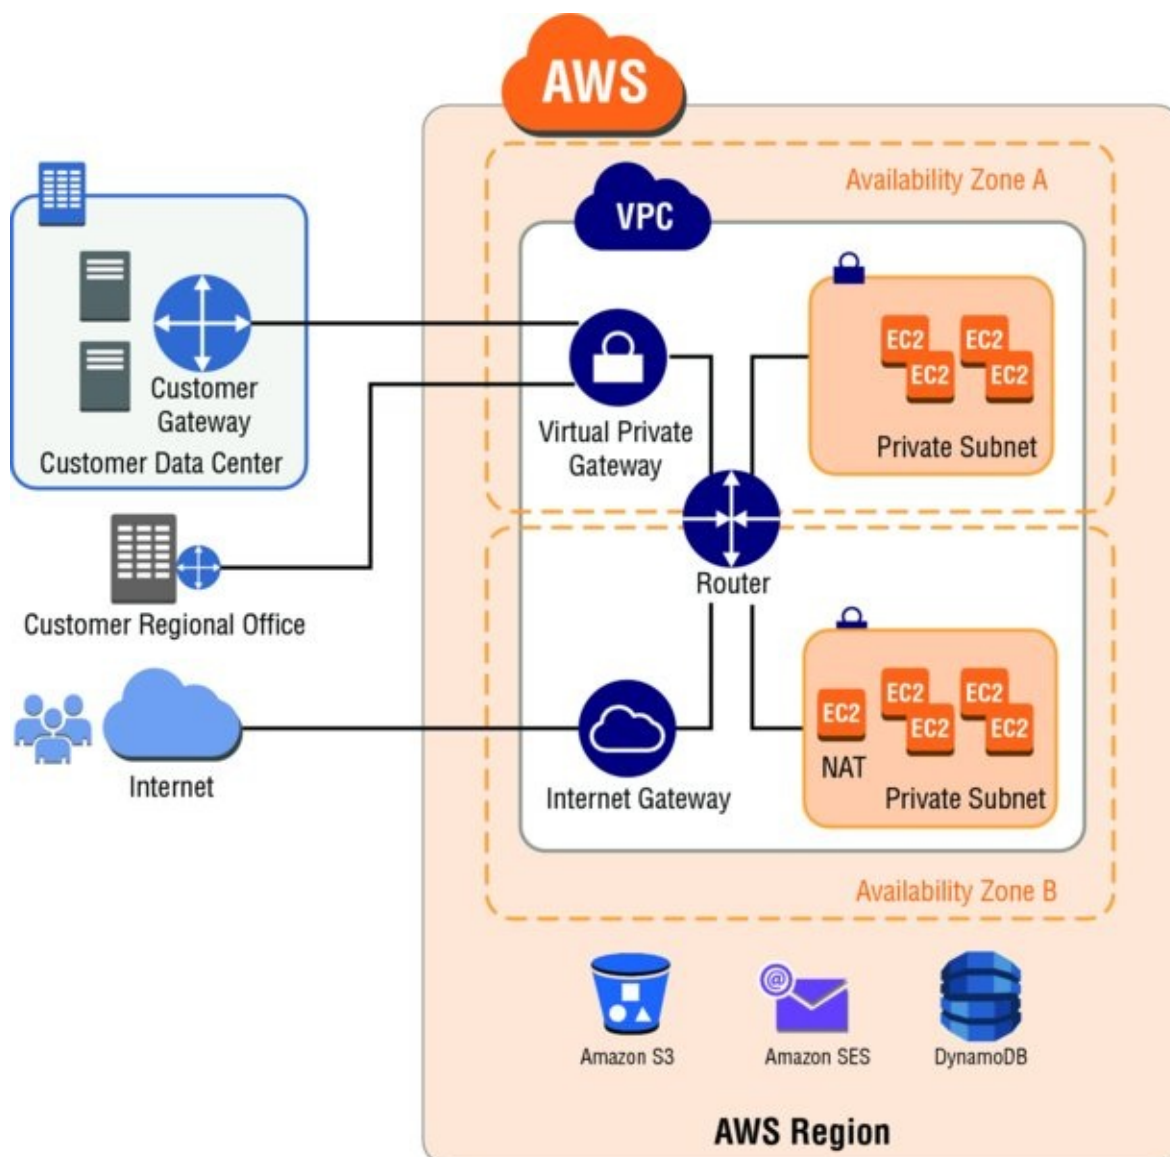 AWS
Availability Zone A
VPC
EC2
EC2
EC2
EC2
Private Subnet
Customer
Gateway
Customer Data Center
Virtual Private
Gateway
Router
Customer Regional Office
Internet
Internet Gateway
EC2
NAT
EC2
EC2
EC2
EC2
Private Subnet
Availability Zone B
@
Amazon S3
Amazon SES
DynamoDB
AWS Region